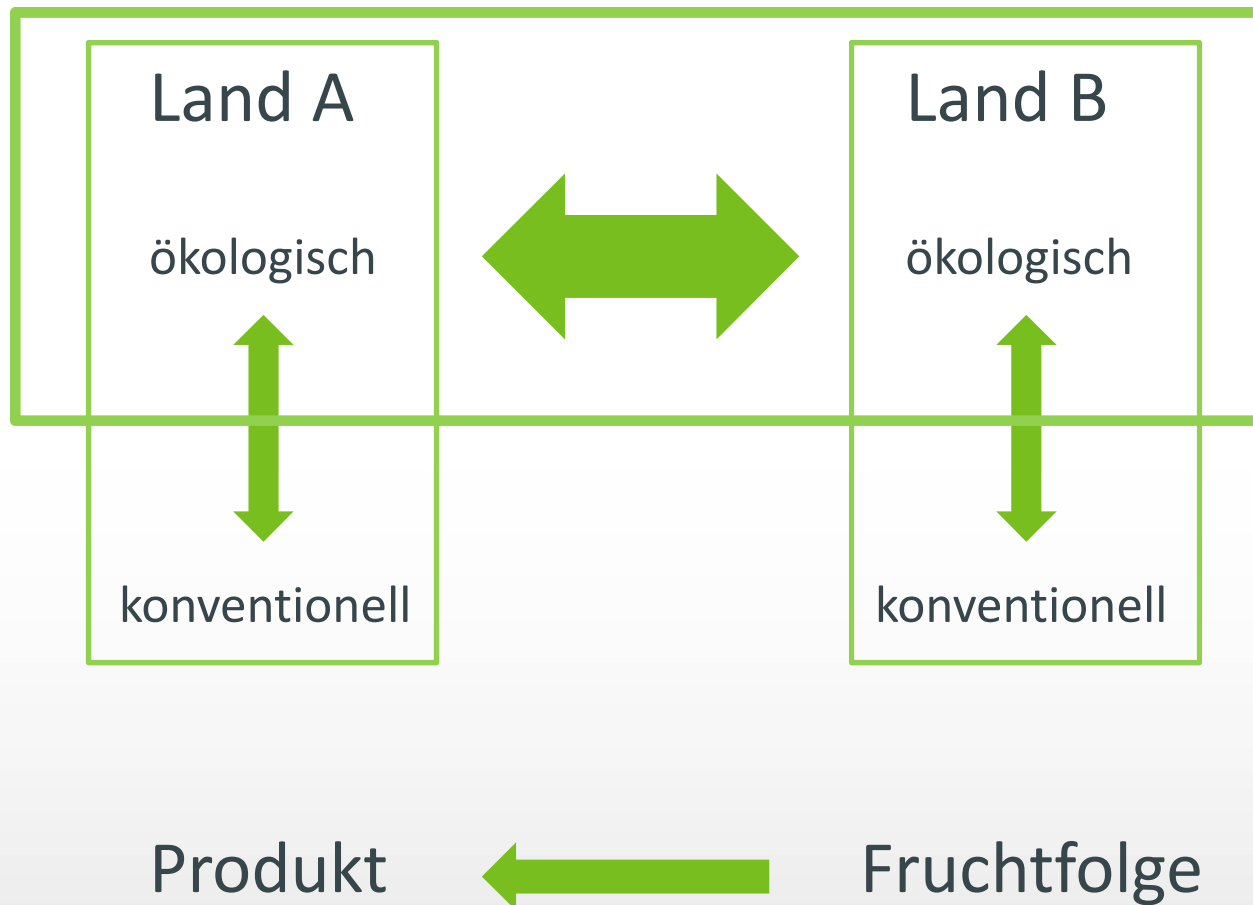 Land A
Land B
ökologisch
ökologisch
konventionell
konventionell
Produkt
Fruchtfolge